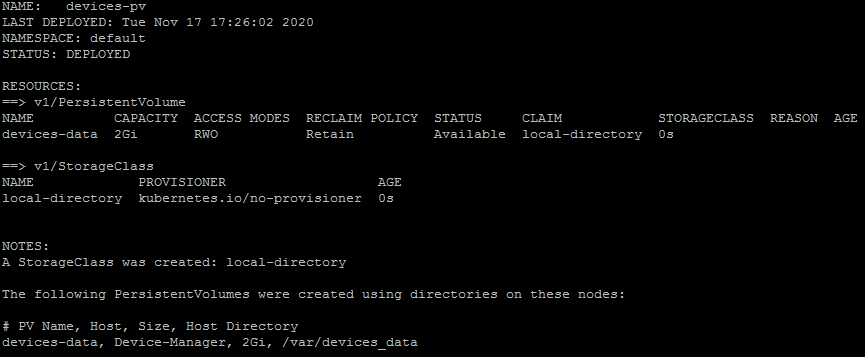 NAME:   devices-pv
LAST DEPLOYED: Tue Nov 17 17:26:02 2020
NAMESPACE: default
STATUS: DEPLOYED
RESOURCES:
==> v1/PersistentVolume
NAME          CAPACITY  ACCESS MODES  RECLAIM POLICY  STATUS     CLAIM            STORAGECLASS  REASON  AGE
devices-data  2Gi       RWO           Retain          Available  local-directory  0s
==> v1/StorageClass
NAME             PROVISIONER                   AGE
local-directory  kubernetes.io/no-provisioner  0s
NOTES:
A StorageClass was created: local-directory
The following PersistentVolumes were created using directories on these nodes:
# PV Name, Host, Size, Host Directory
devices-data, Device-Manager, 2Gi, /var/devices_data